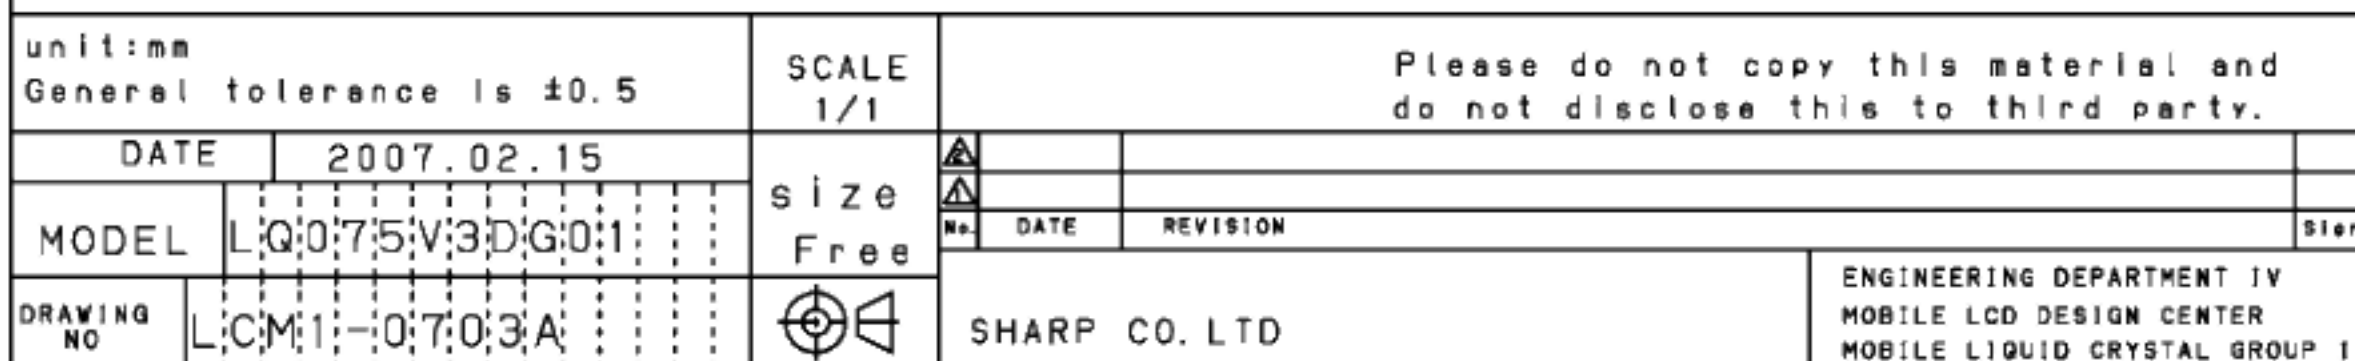 unit:mm
General tolerance is ±0.5
SCALE
1/1
Please do not copy this material and
do not disclose this to third party.
DATE 2007.02.15
MODEL LQ075V3DG01
size
Free
2
1
No. DATE REVISION
DRAWING
NO
LCM1-0703A
SHARP CO.LTD
ENGINEERING DEPARTMENT IV
MOBILE LCD DESIGN CENTER
MOBILE LIQUID CRYSTAL GROUP